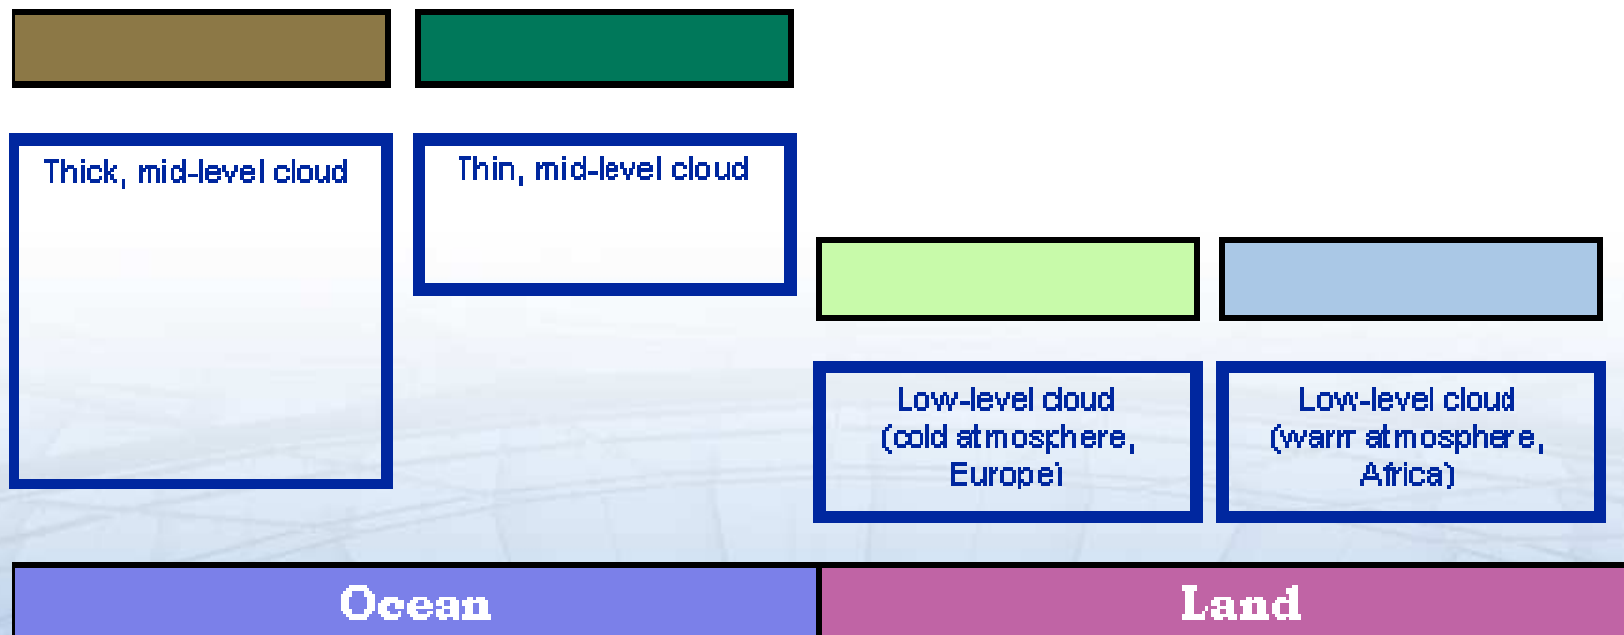 Thick, mid-level cloud
Thin, mid-level cloud
Low-level cloud
(cold atmosphere,
Europe)
Low-level cloud
(warm atmosphere,
Africa)
Ocean
Land